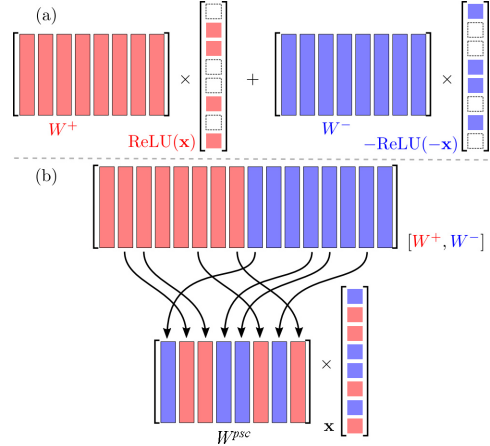 (a)
× + ×
W⁺ W⁻
ReLU(x) −ReLU(−x)
(b)
[W⁺, W⁻]
×
x
Wᵖˢᶜ